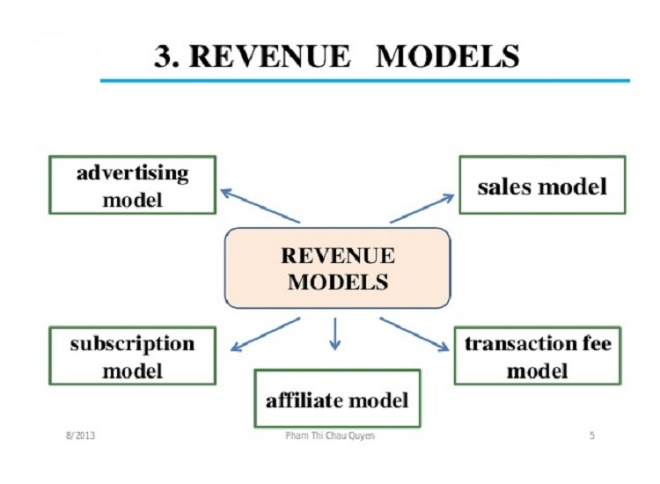 3. REVENUE MODELS
advertising
model
sales model
REVENUE
MODELS
subscription
model
transaction fee
model
affiliate model
8/2013
Pham Thi Chau Quyen
5